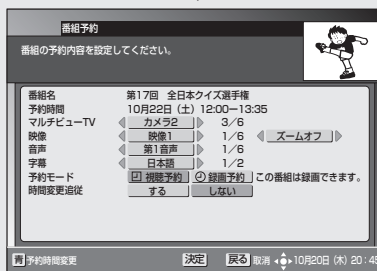 番組予約
番組の予約内容を設定してください。
番組名 第17回 全日本クイズ選手権
予約時間 10月22日（土）12:00ー13:35
マルチビューTV カメラ2 3/6
映像 映像1 1/6 ズームオフ
音声 第1音声 1/6
字幕 日本語 1/2
予約モード 視聴予約 録画予約 この番組は録画できます。
時間変更追従 する しない
青 予約時間変更 決定 戻る 取消 10月20日（木）20：45